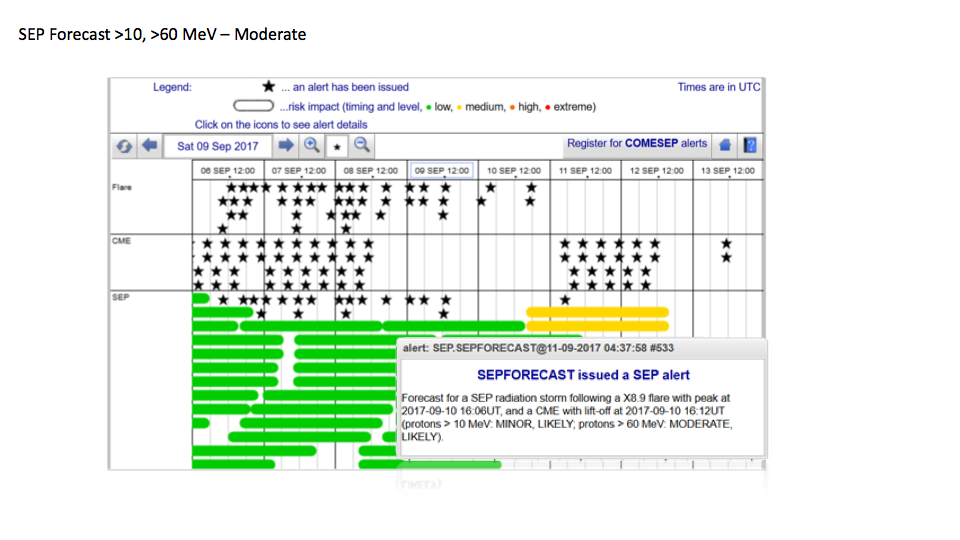 SEP Forecast >10, >60 MeV – Moderate
Legend: ★ ... an alert has been issued Times are in UTC
...risk impact (timing and level, • low, • medium, • high, • extreme)
Click on the icons to see alert details
Sat 09 Sep 2017 Register for COMESEP alerts
06 SEP 12:00 07 SEP 12:00 08 SEP 12:00 09 SEP 12:00 10 SEP 12:00 11 SEP 12:00 12 SEP 12:00 13 SEP 12:00
Flare
CME
SEP
alert: SEP.SEPFORECAST@11-09-2017 04:37:58 #533
SEPFORECAST issued a SEP alert
Forecast for a SEP radiation storm following a X8.9 flare with peak at
2017-09-10 16:06UT, and a CME with lift-off at 2017-09-10 16:12UT
(protons > 10 MeV: MINOR, LIKELY; protons > 60 MeV: MODERATE,
LIKELY).